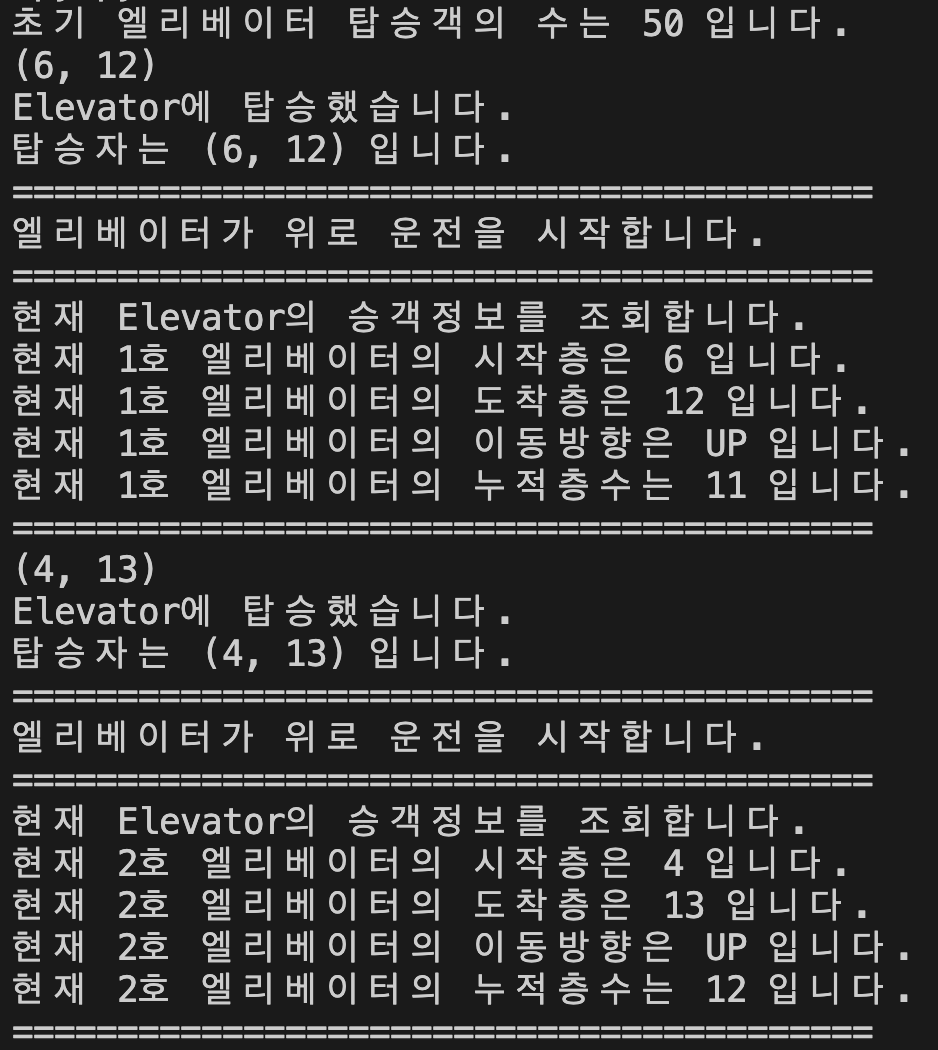 초기 엘리베이터 탑승객의 수는 50 입니다.
(6, 12)
Elevator에 탑승했습니다.
탑승자는 (6, 12) 입니다.
=========================================
엘리베이터가 위로 운전을 시작합니다.
=========================================
현재 Elevator의 승객정보를 조회합니다.
현재 1호 엘리베이터의 시작층은 6 입니다.
현재 1호 엘리베이터의 도착층은 12 입니다.
현재 1호 엘리베이터의 이동방향은 UP 입니다.
현재 1호 엘리베이터의 누적층수는 11 입니다.
=========================================
(4, 13)
Elevator에 탑승했습니다.
탑승자는 (4, 13) 입니다.
=========================================
엘리베이터가 위로 운전을 시작합니다.
=========================================
현재 Elevator의 승객정보를 조회합니다.
현재 2호 엘리베이터의 시작층은 4 입니다.
현재 2호 엘리베이터의 도착층은 13 입니다.
현재 2호 엘리베이터의 이동방향은 UP 입니다.
현재 2호 엘리베이터의 누적층수는 12 입니다.
=========================================